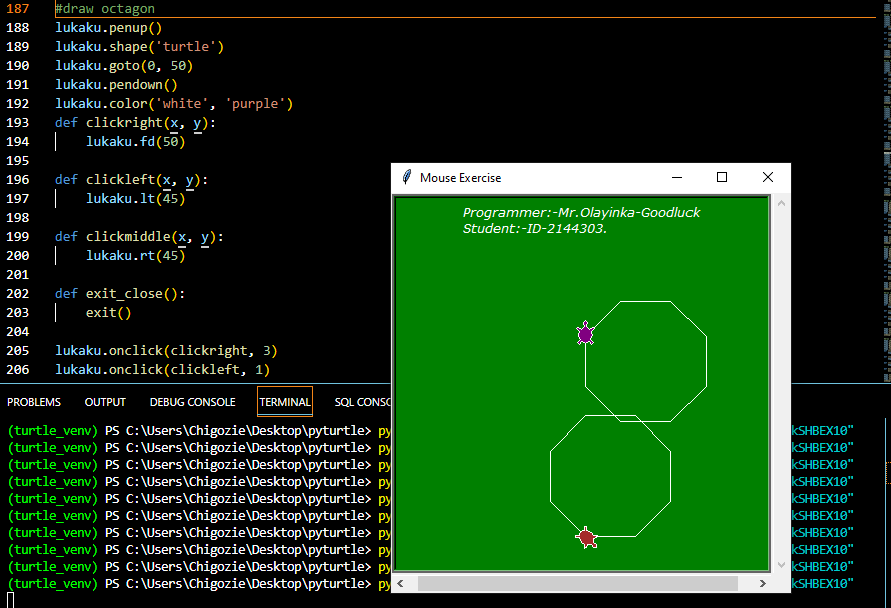 187 #draw octagon
188 lukaku.penup()
189 lukaku.shape('turtle')
190 lukaku.goto(0, 50)
191 lukaku.pendown()
192 lukaku.color('white', 'purple')
193 def clickright(x, y):
194 lukaku.fd(50)
195
196 def clickleft(x, y):
197 lukaku.lt(45)
198
199 def clickmiddle(x, y):
200 lukaku.rt(45)
201
202 def exit_close():
203 exit()
204
205 lukaku.onclick(clickright, 3)
206 lukaku.onclick(clickleft, 1)
Mouse Exercise
Programmer:-Mr.Olayinka-Goodluck
Student:-ID-2144303.
PROBLEMS OUTPUT DEBUG CONSOLE TERMINAL SQL CONSC
(turtle_venv) PS C:\Users\Chigozie\Desktop\pyturtle> py kSHBEX10"
(turtle_venv) PS C:\Users\Chigozie\Desktop\pyturtle> py kSHBEX10"
(turtle_venv) PS C:\Users\Chigozie\Desktop\pyturtle> py kSHBEX10"
(turtle_venv) PS C:\Users\Chigozie\Desktop\pyturtle> py kSHBEX10"
(turtle_venv) PS C:\Users\Chigozie\Desktop\pyturtle> py kSHBEX10"
(turtle_venv) PS C:\Users\Chigozie\Desktop\pyturtle> py kSHBEX10"
(turtle_venv) PS C:\Users\Chigozie\Desktop\pyturtle> py kSHBEX10"
(turtle_venv) PS C:\Users\Chigozie\Desktop\pyturtle> py kSHBEX10"
(turtle_venv) PS C:\Users\Chigozie\Desktop\pyturtle> py kSHBEX10"
(turtle_venv) PS C:\Users\Chigozie\Desktop\pyturtle> py kSHBEX10"